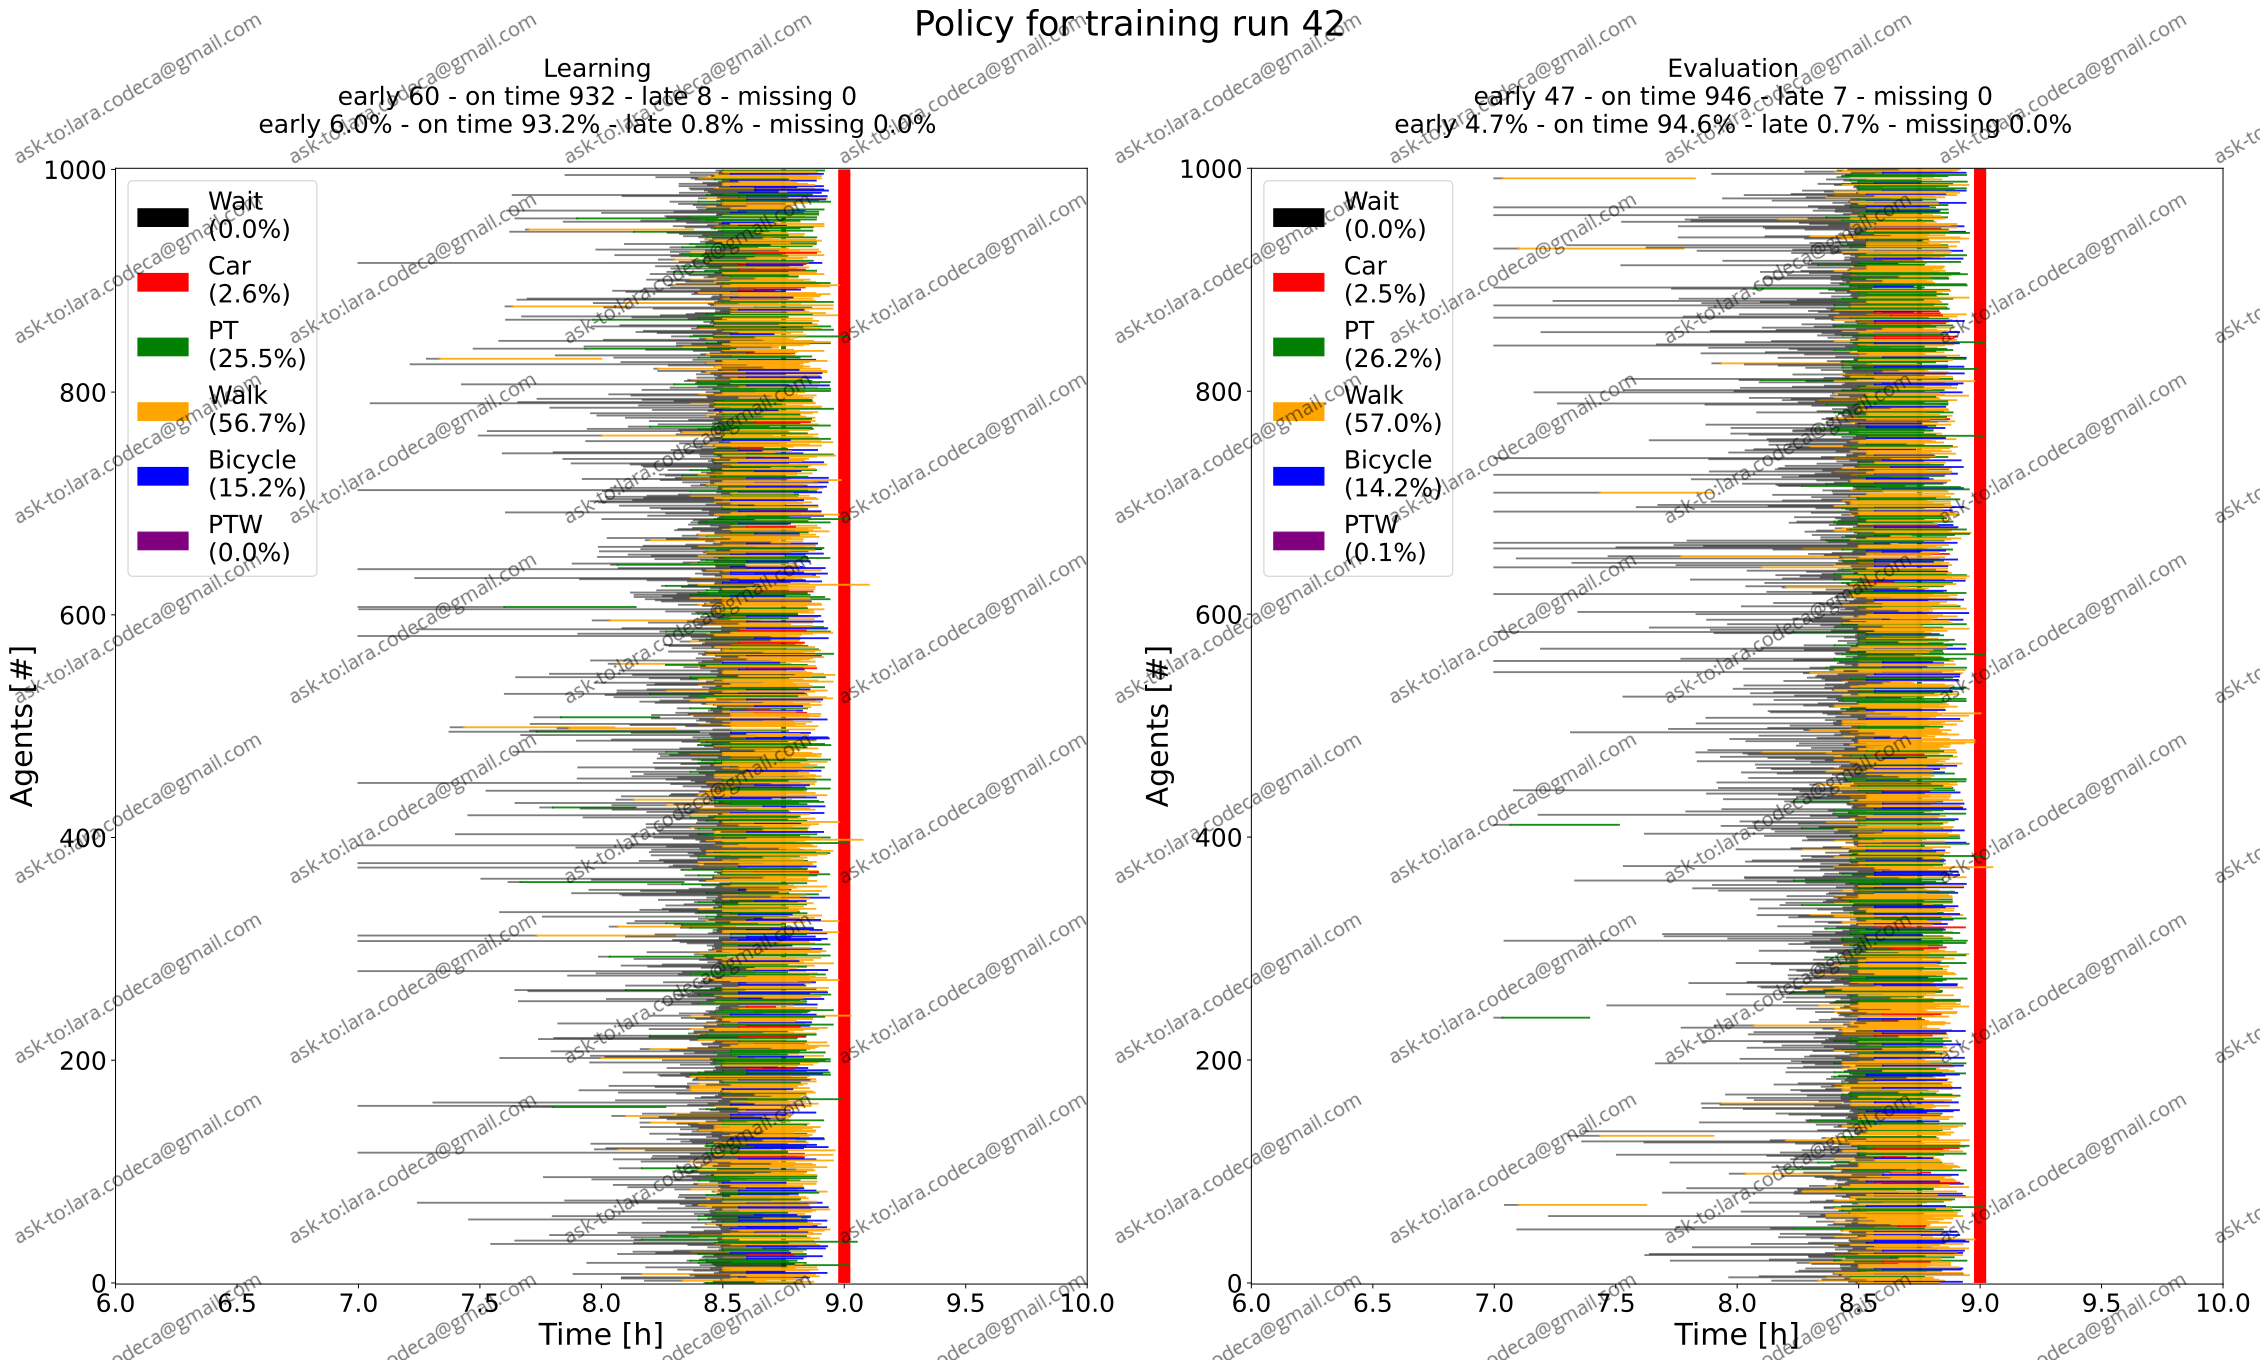 Policy for training run 42
Learning
early 60 - on time 932 - late 8 - missing 0
early 6.0% - on time 93.2% - late 0.8% - missing 0.0%
1000
800
600
400
200
0
Agents [#]
Wait
(0.0%)
Car
(2.6%)
PT
(25.5%)
Walk
(56.7%)
Bicycle
(15.2%)
PTW
(0.0%)
6.0 6.5 7.0 7.5 8.0 8.5 9.0 9.5 10.0
Time [h]
Evaluation
early 47 - on time 946 - late 7 - missing 0
early 4.7% - on time 94.6% - late 0.7% - missing 0.0%
1000
800
600
400
200
0
Agents [#]
Wait
(0.0%)
Car
(2.5%)
PT
(26.2%)
Walk
(57.0%)
Bicycle
(14.2%)
PTW
(0.1%)
6.0 6.5 7.0 7.5 8.0 8.5 9.0 9.5 10.0
Time [h]
ask-to:lara.codeca@gmail.com